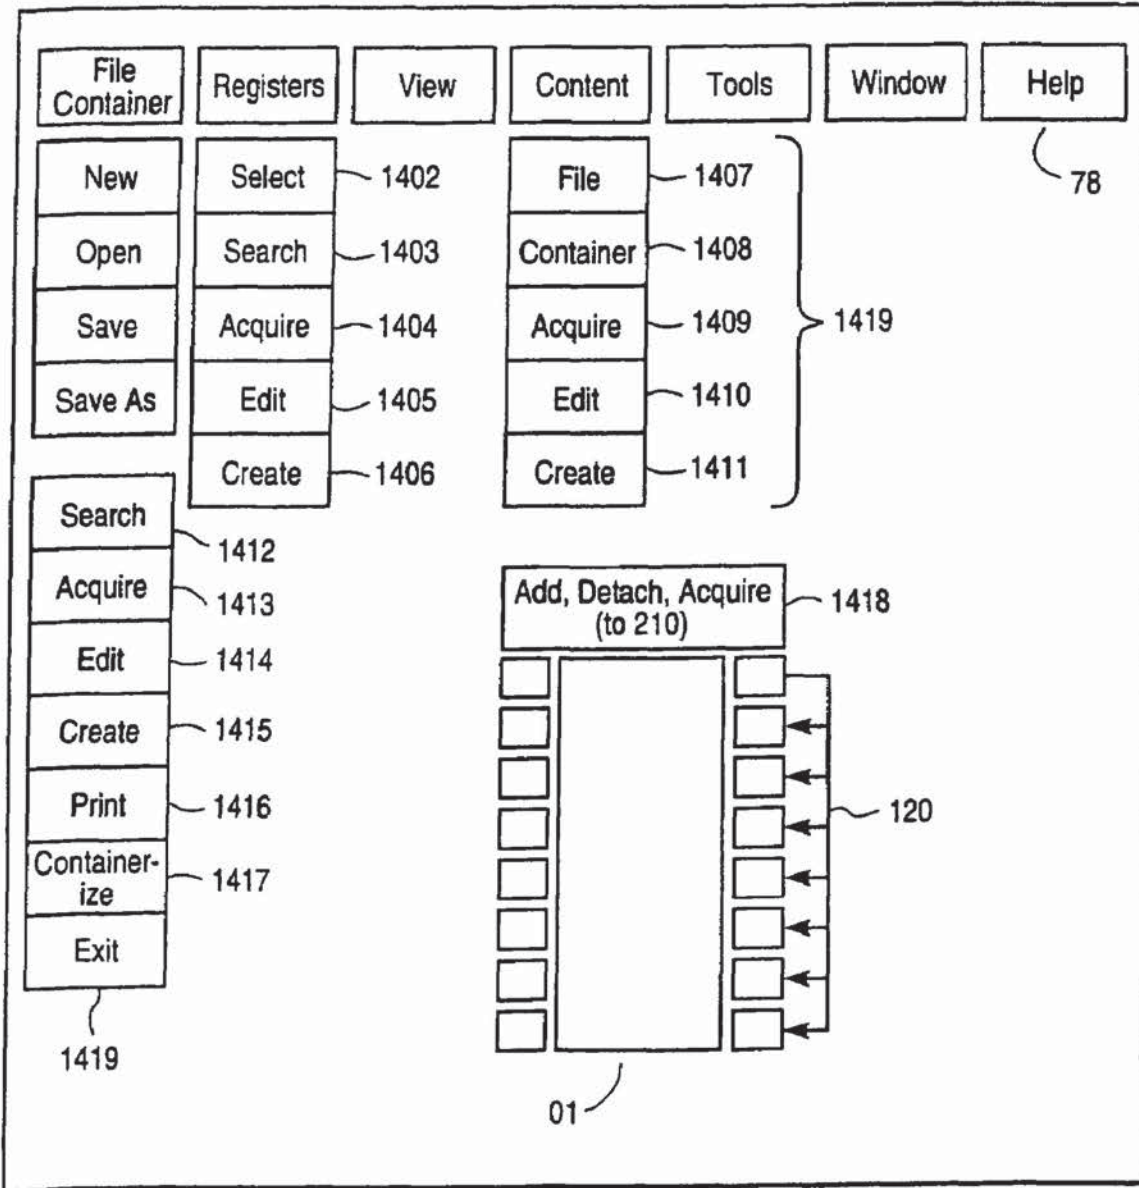 File
Container
Registers
View
Content
Tools
Window
Help
78
New
Open
Save
Save As
Select
1402
Search
1403
Acquire
1404
Edit
1405
Create
1406
File
1407
Container
1408
Acquire
1409
Edit
1410
Create
1411
1419
Search
1412
Acquire
1413
Edit
1414
Create
1415
Print
1416
Container-
ize
1417
Exit
1419
Add, Detach, Acquire
(to 210)
1418
120
01